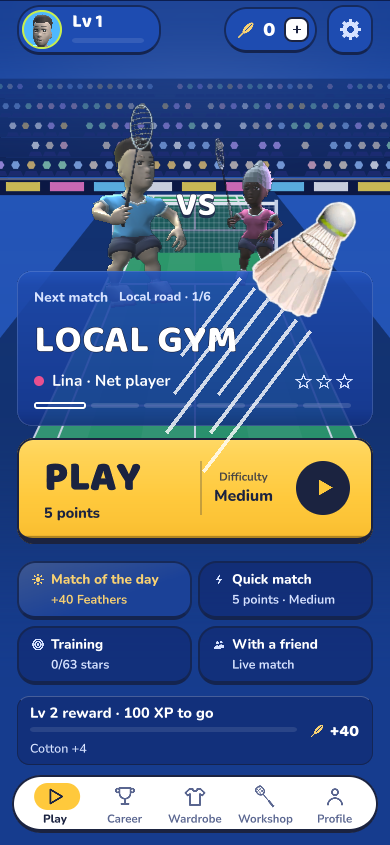 Lv 1
0
+
VS
Next match Local road · 1/6
LOCAL GYM
Lina · Net player
PLAY
5 points
Difficulty
Medium
Match of the day
+40 Feathers
Quick match
5 points · Medium
Training
0/63 stars
With a friend
Live match
Lv 2 reward · 100 XP to go
+40
Cotton +4
Play
Career
Wardrobe
Workshop
Profile